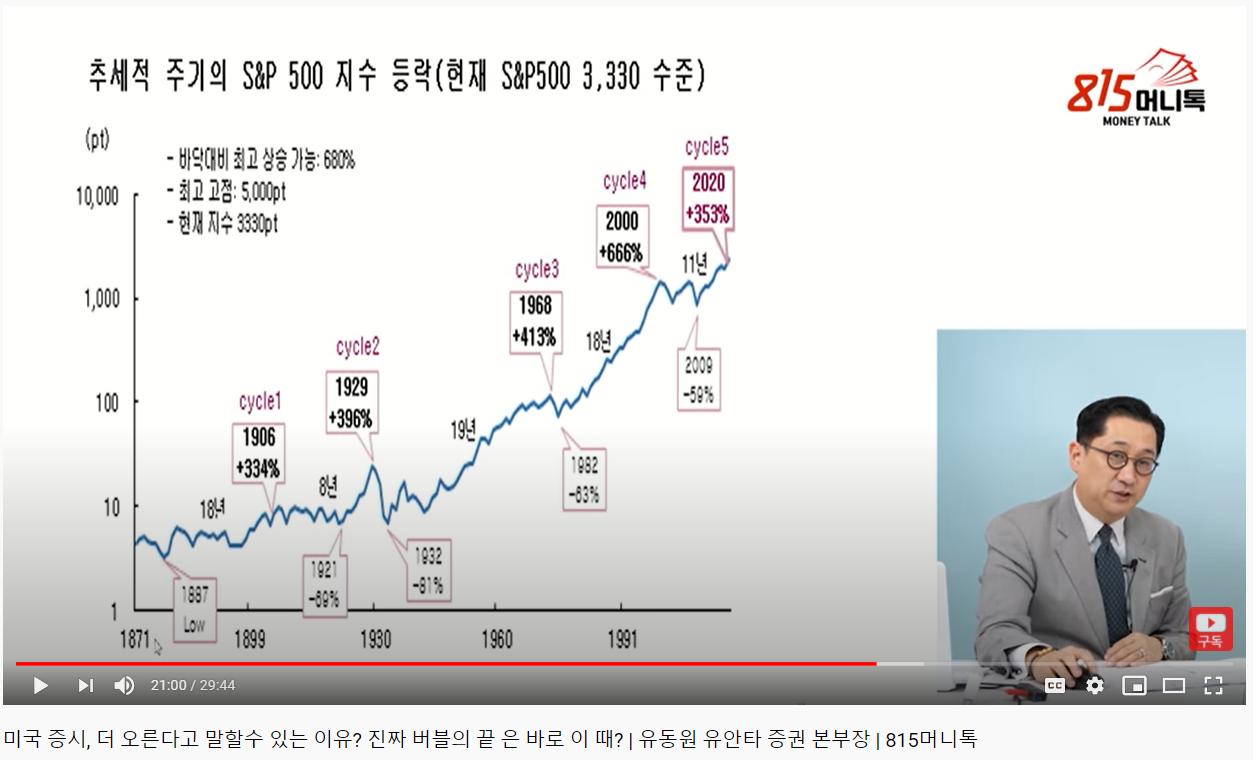 추세적 주기의 S&P 500 지수 등락(현재 S&P500 3,330 수준)
815머니톡
MONEY TALK
(pt)
- 바닥대비 최고 상승 가능: 680%
- 최고 고점: 5,000pt
- 현재 지수 3330pt
10,000
1,000
100
10
1
cycle1
1906
+334%
18년
1887
Low
cycle2
1929
+396%
8년
1921
-69%
1932
-81%
cycle3
1968
+413%
19년
1982
-63%
cycle4
2000
+666%
18년
2009
-59%
cycle5
2020
+353%
11년
1871
1899
1930
1960
1991
구독
21:00 / 29:44
CC
미국 증시, 더 오른다고 말할수 있는 이유? 진짜 버블의 끝 은 바로 이 때? | 유동원 유안타 증권 본부장 | 815머니톡